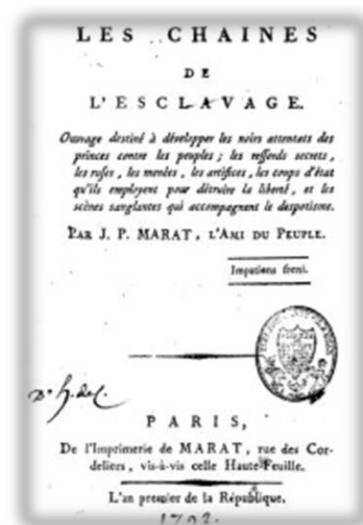 LES CHAINES
DE
L'ESCLAVAGE.
Ouvrage destiné à développer les noirs attentats des
princes contre les peuples; les ressorts secrets,
les ruses, les menées, les artifices, les coups d'état
qu'ils employent pour détruire la liberté, et les
scènes sanglantes qui accompagnent le despotisme.
PAR J. P. MARAT, L'AMI DU PEUPLE.
Impatiens freni.
PARIS,
De l'Imprimerie de MARAT, rue des Cor-
deliers, vis-à-vis celle Haute-Feuille.
L'an premier de la République.